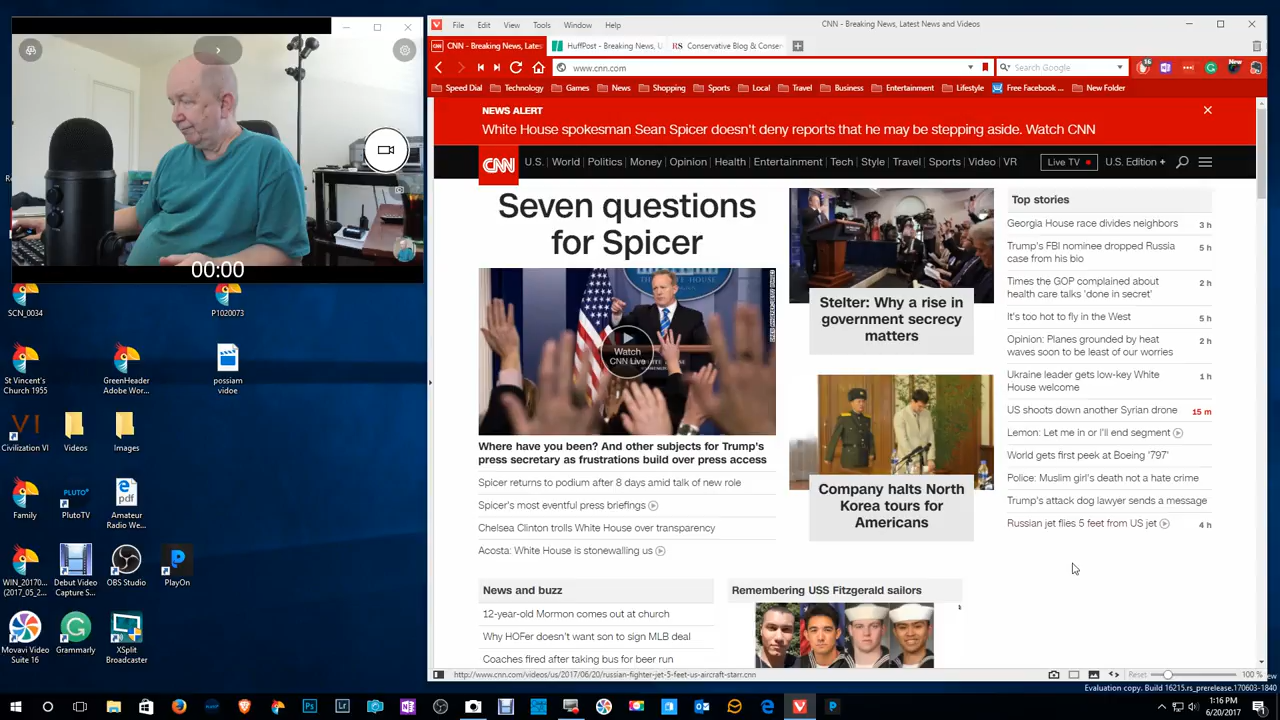 00:00
SCN_0034
P1020073
St Vincent's
Church 1955
GreenHeader
Adobe Wor...
possiam
vidoe
Civilization VI
Videos
Images
Family
PlutoTV
Amateur
Radio We...
WIN_20170...
(2017_05_2...
Debut Video
Capture S...
OBS Studio
PlayOn
Movavi Video
Suite 16
Grammarly
XSplit
Broadcaster
File Edit View Tools Window Help
CNN - Breaking News, Latest News and Videos
CNN - Breaking News, Lates
HuffPost - Breaking News, U
RS Conservative Blog & Conser
www.cnn.com
Search Google
16
New
Speed Dial Technology Games News Shopping Sports Local Travel Business Entertainment Lifestyle Free Facebook ... New Folder
NEWS ALERT
White House spokesman Sean Spicer doesn't deny reports that he may be stepping aside. Watch CNN
CNN
U.S. World Politics Money Opinion Health Entertainment Tech Style Travel Sports Video VR
Live TV
U.S. Edition +
Seven questions
for Spicer
Watch
CNN Live
Where have you been? And other subjects for Trump's
press secretary as frustrations build over press access
Spicer returns to podium after 8 days amid talk of new role
Spicer's most eventful press briefings
Chelsea Clinton trolls White House over transparency
Acosta: White House is stonewalling us
Stelter: Why a rise in
government secrecy
matters
Company halts North
Korea tours for
Americans
Top stories
Georgia House race divides neighbors 3 h
Trump's FBI nominee dropped Russia
case from his bio 5 h
Times the GOP complained about
health care talks 'done in secret' 2 h
It's too hot to fly in the West 5 h
Opinion: Planes grounded by heat
waves soon to be least of our worries 2 h
Ukraine leader gets low-key White
House welcome 1 h
US shoots down another Syrian drone 15 m
Lemon: Let me in or I'll end segment
World gets first peek at Boeing '797'
Police: Muslim girl's death not a hate crime
Trump's attack dog lawyer sends a message
Russian jet flies 5 feet from US jet 4 h
News and buzz
12-year-old Mormon comes out at church
Why HOFer doesn't want son to sign MLB deal
Coaches fired after taking bus for beer run
Remembering USS Fitzgerald sailors
http://www.cnn.com/videos/us/2017/06/20/russian-fighter-jet-5-feet-us-aircraft-starr.cnn
Reset
100 %
Evaluation copy. Build 16215.rs_prerelease.170603-1840
1:16 PM
6/20/2017